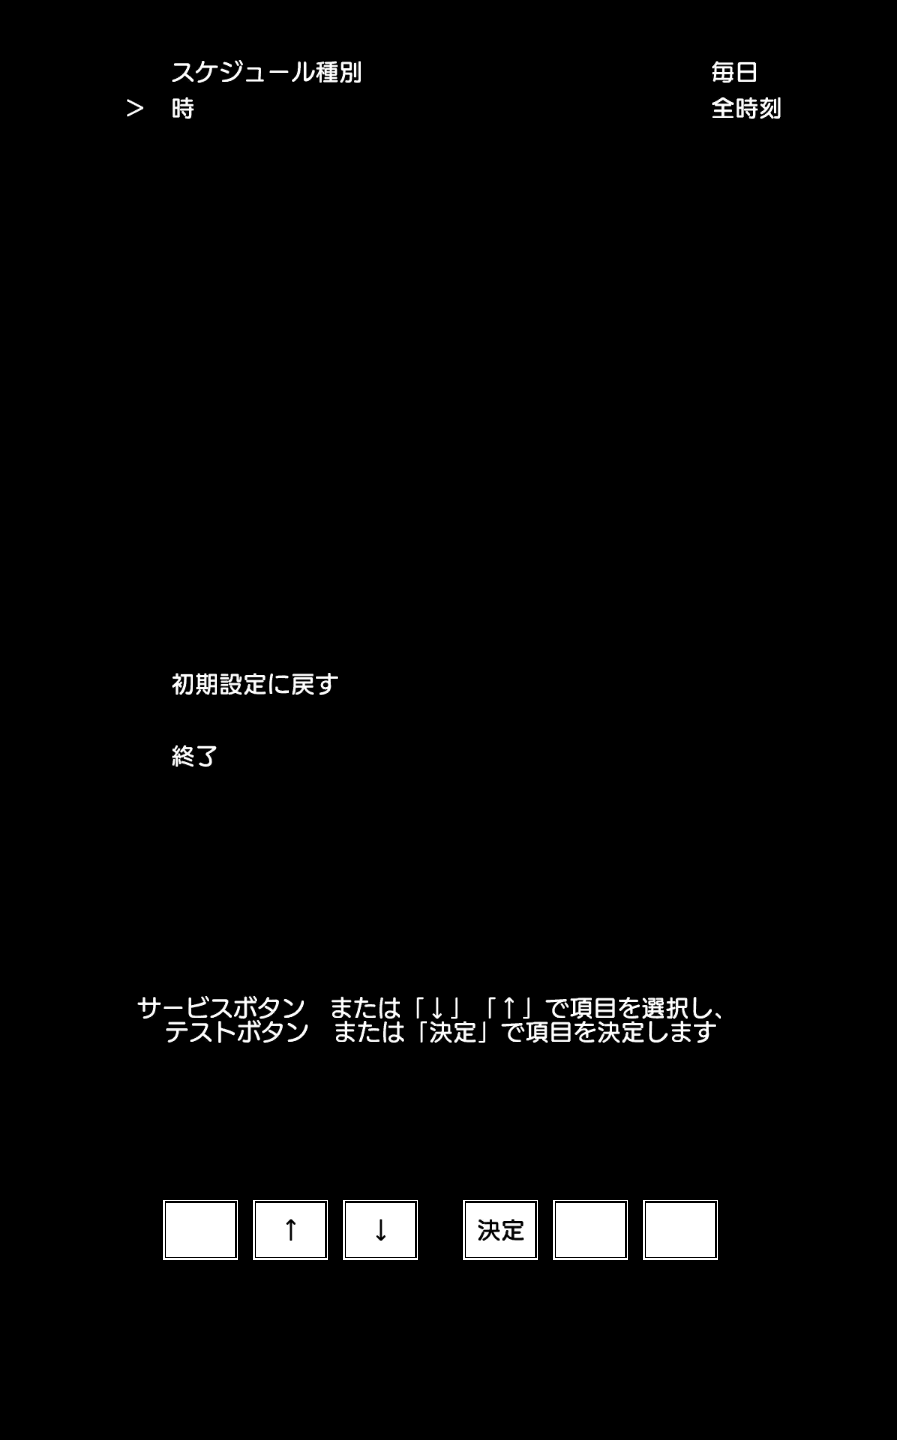 スケジュール種別 毎日
> 時 全時刻
初期設定に戻す
終了
サービスボタン または「↓」「↑」で項目を選択し、
テストボタン または「決定」で項目を決定します
↑ ↓ 決定